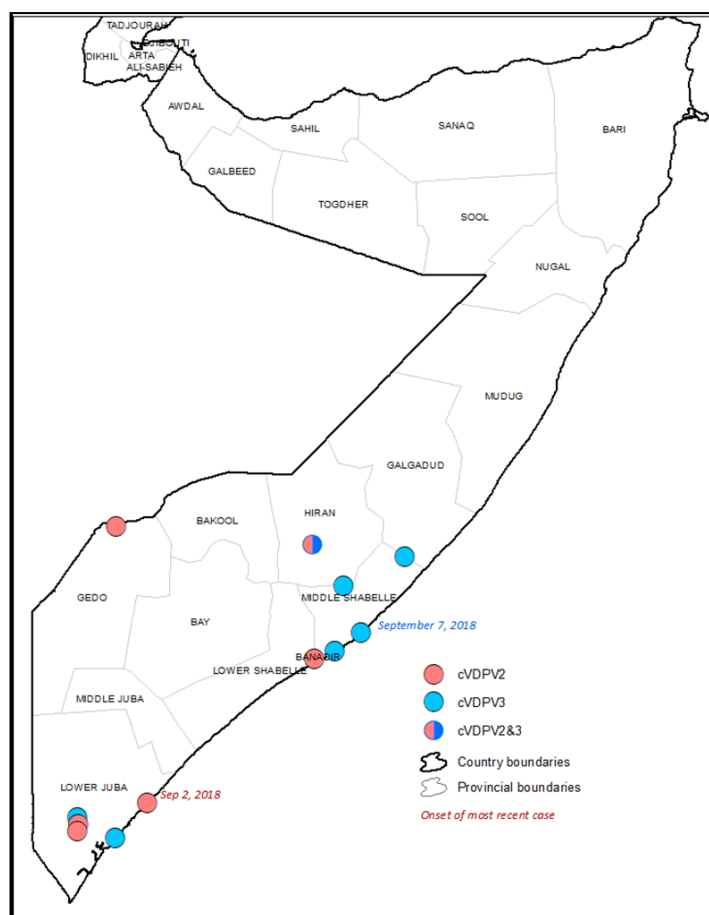 TADJOURAH
DJIBOUTI
DIKHIL
ARTA
ALI-SABIEH
AWDAL
SAHIL
SANAQ
BARI
GALBEED
TOGDHER
SOOL
NUGAL
MUDUG
GALGADUD
HIRAN
BAKOOL
GEDO
MIDDLE SHABELLE
BAY
September 7, 2018
BANADIR
LOWER SHABELLE
cVDPV2
MIDDLE JUBA
cVDPV3
cVDPV2&3
Country boundaries
LOWER JUBA
Provincial boundaries
Sep 2, 2018
Onset of most recent case